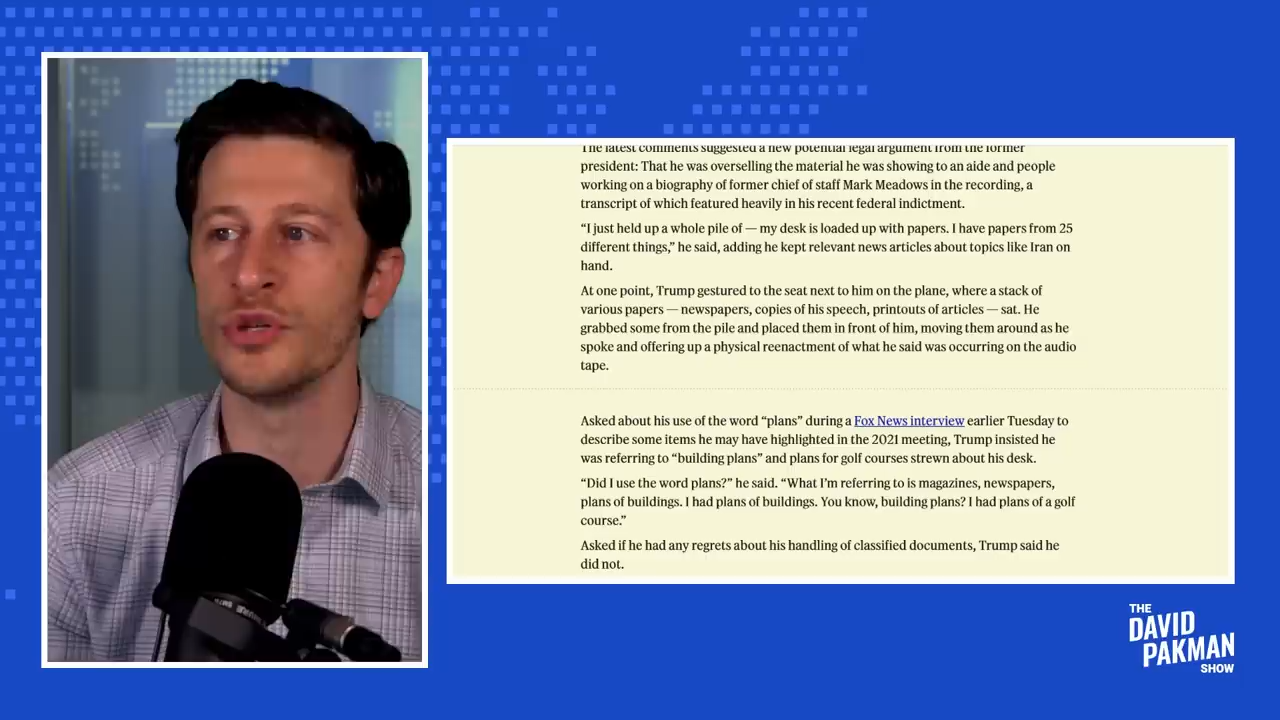 The latest comments suggested a new potential legal argument from the former
president: That he was overselling the material he was showing to an aide and people
working on a biography of former chief of staff Mark Meadows in the recording, a
transcript of which featured heavily in his recent federal indictment.
“I just held up a whole pile of — my desk is loaded up with papers. I have papers from 25
different things,” he said, adding he kept relevant news articles about topics like Iran on
hand.
At one point, Trump gestured to the seat next to him on the plane, where a stack of
various papers — newspapers, copies of his speech, printouts of articles — sat. He
grabbed some from the pile and placed them in front of him, moving them around as he
spoke and offering up a physical reenactment of what he said was occurring on the audio
tape.
Asked about his use of the word “plans” during a Fox News interview earlier Tuesday to
describe some items he may have highlighted in the 2021 meeting, Trump insisted he
was referring to “building plans” and plans for golf courses strewn about his desk.
“Did I use the word plans?” he said. “What I’m referring to is magazines, newspapers,
plans of buildings. I had plans of buildings. You know, building plans? I had plans of a golf
course.”
Asked if he had any regrets about his handling of classified documents, Trump said he
did not.
THE
DAVID
PAKMAN
SHOW